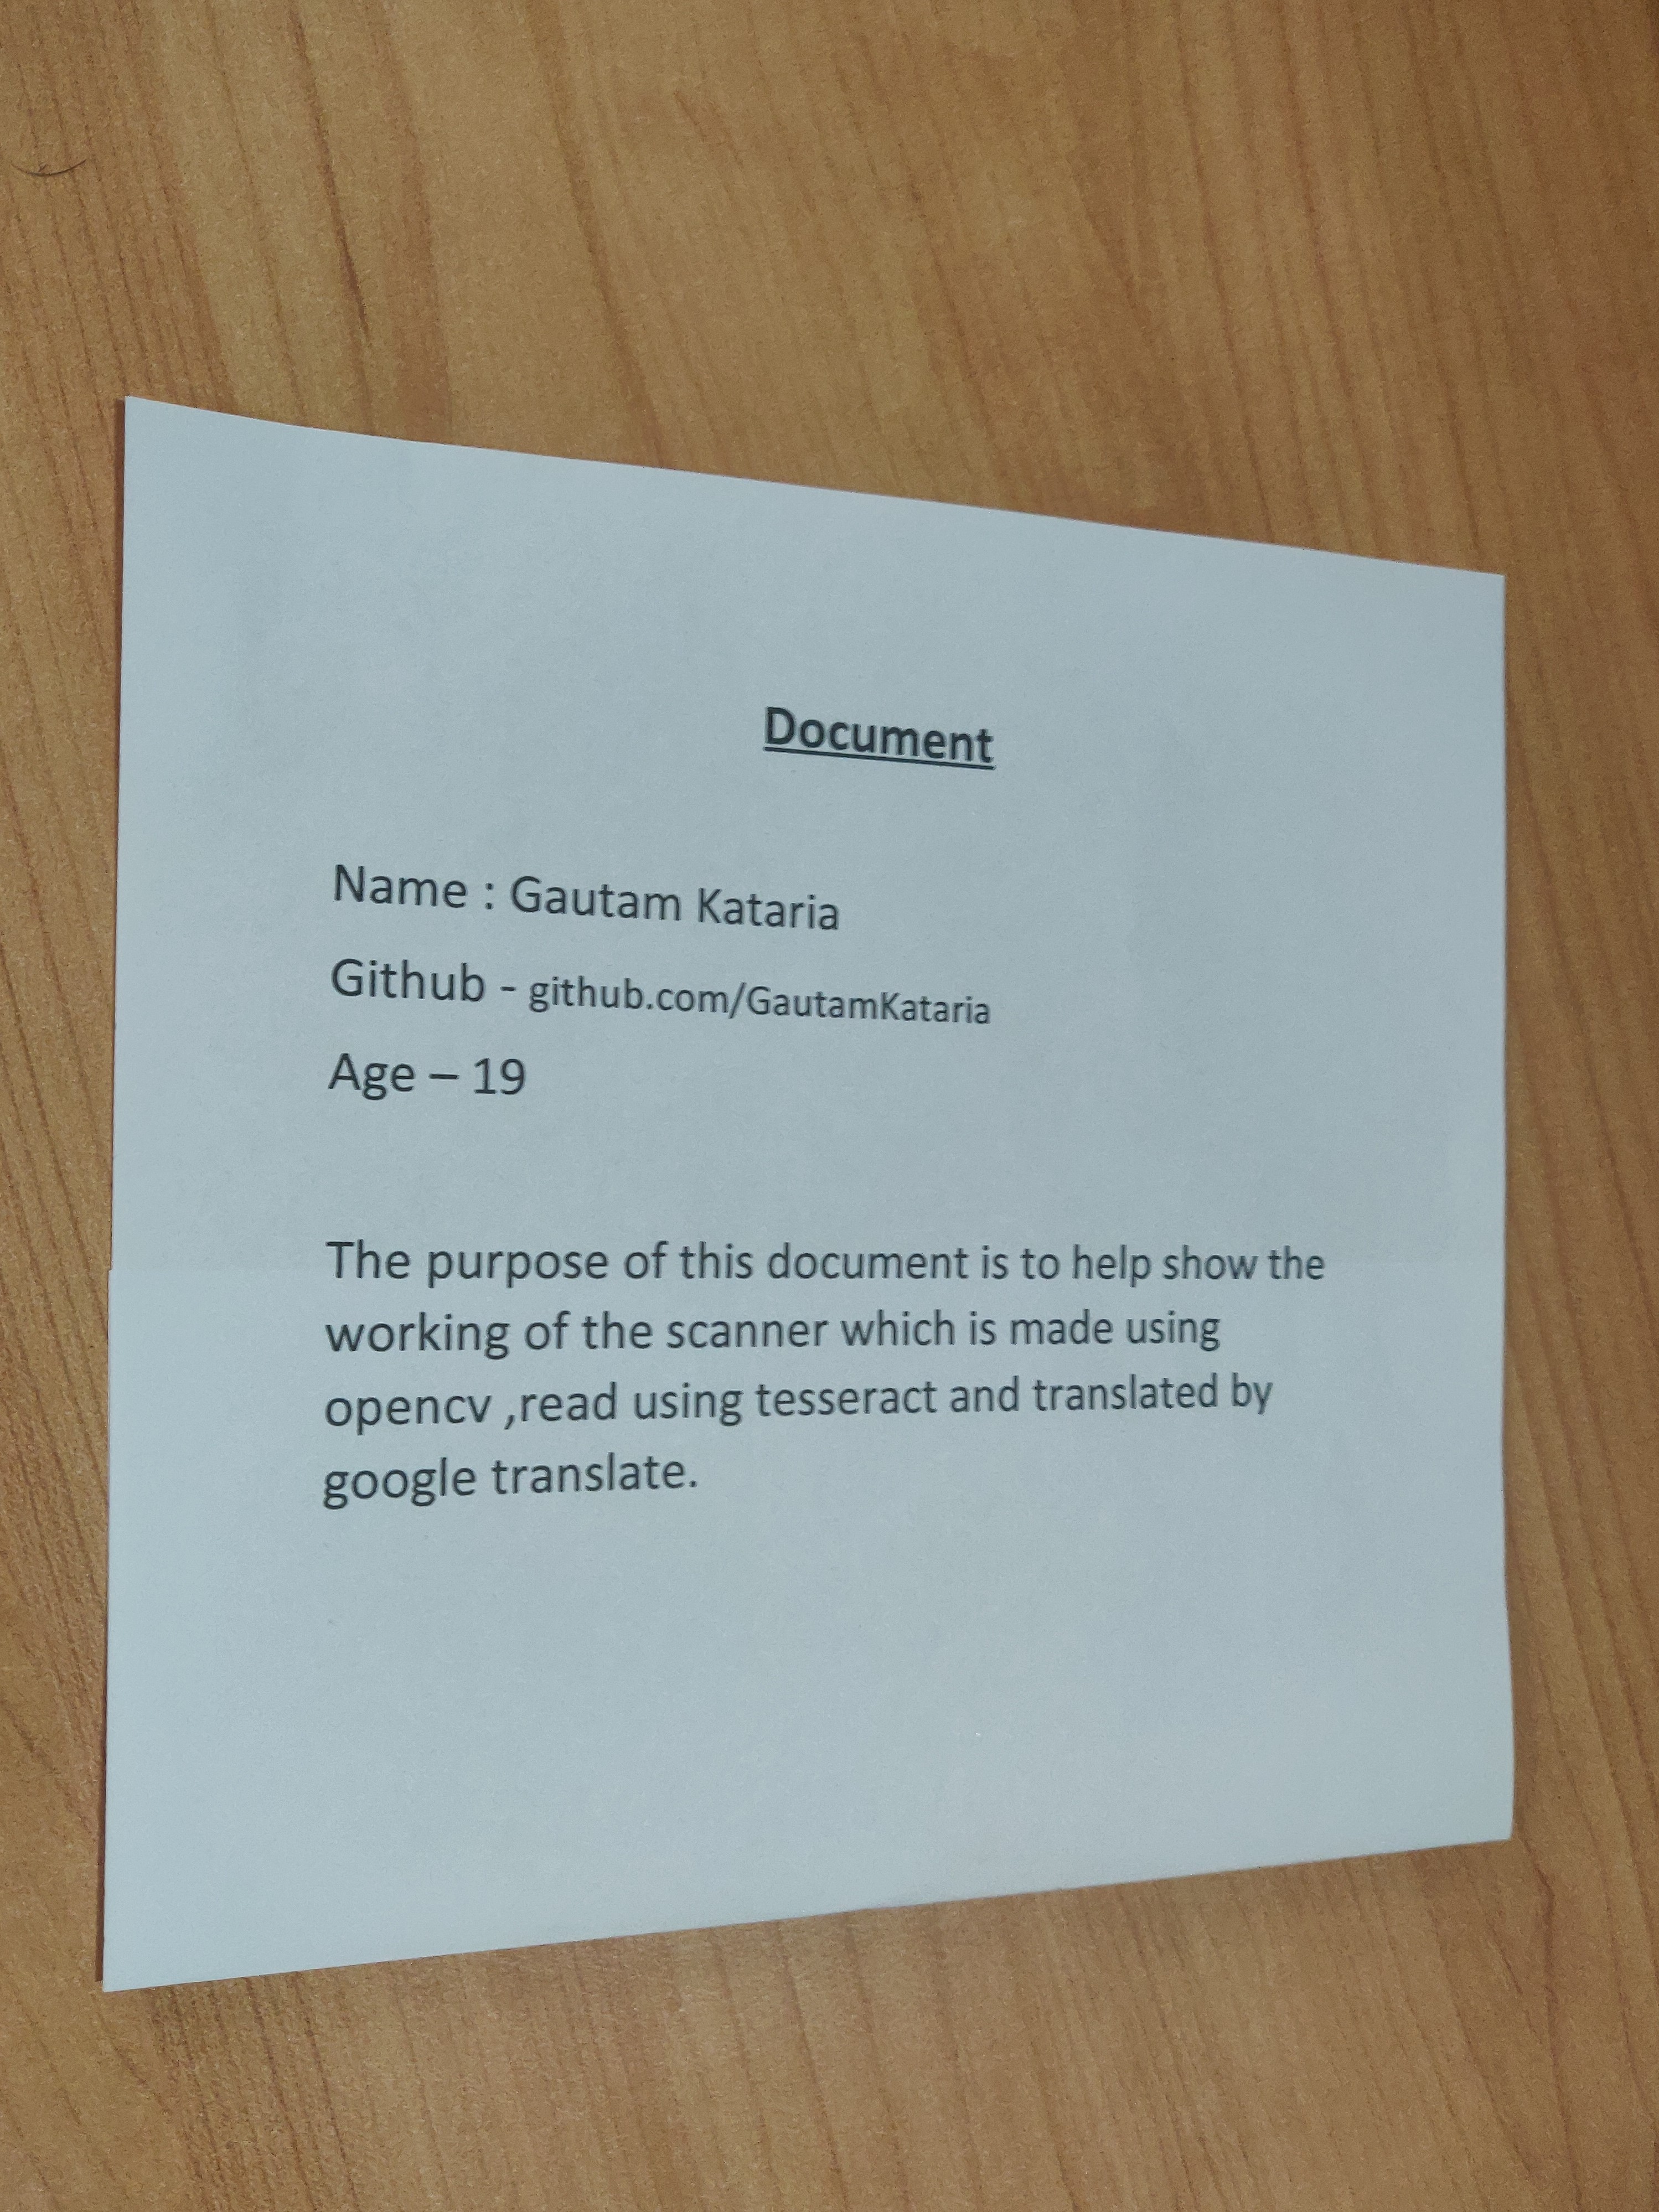 Document
Name : Gautam Kataria
Github - github.com/GautamKataria
Age – 19
The purpose of this document is to help show the
working of the scanner which is made using
opencv ,read using tesseract and translated by
google translate.